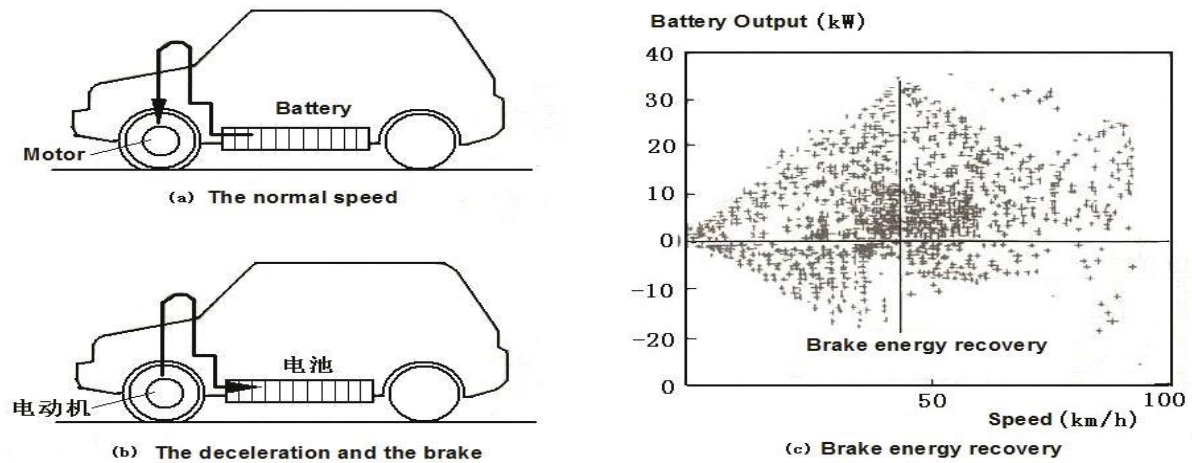 Battery
Motor
(a) The normal speed
电池
电动机
(b) The deceleration and the brake
Battery Output (kW)
40
30
20
10
0
-10
-20
0
Brake energy recovery
50
100
Speed (km/h)
(c) Brake energy recovery